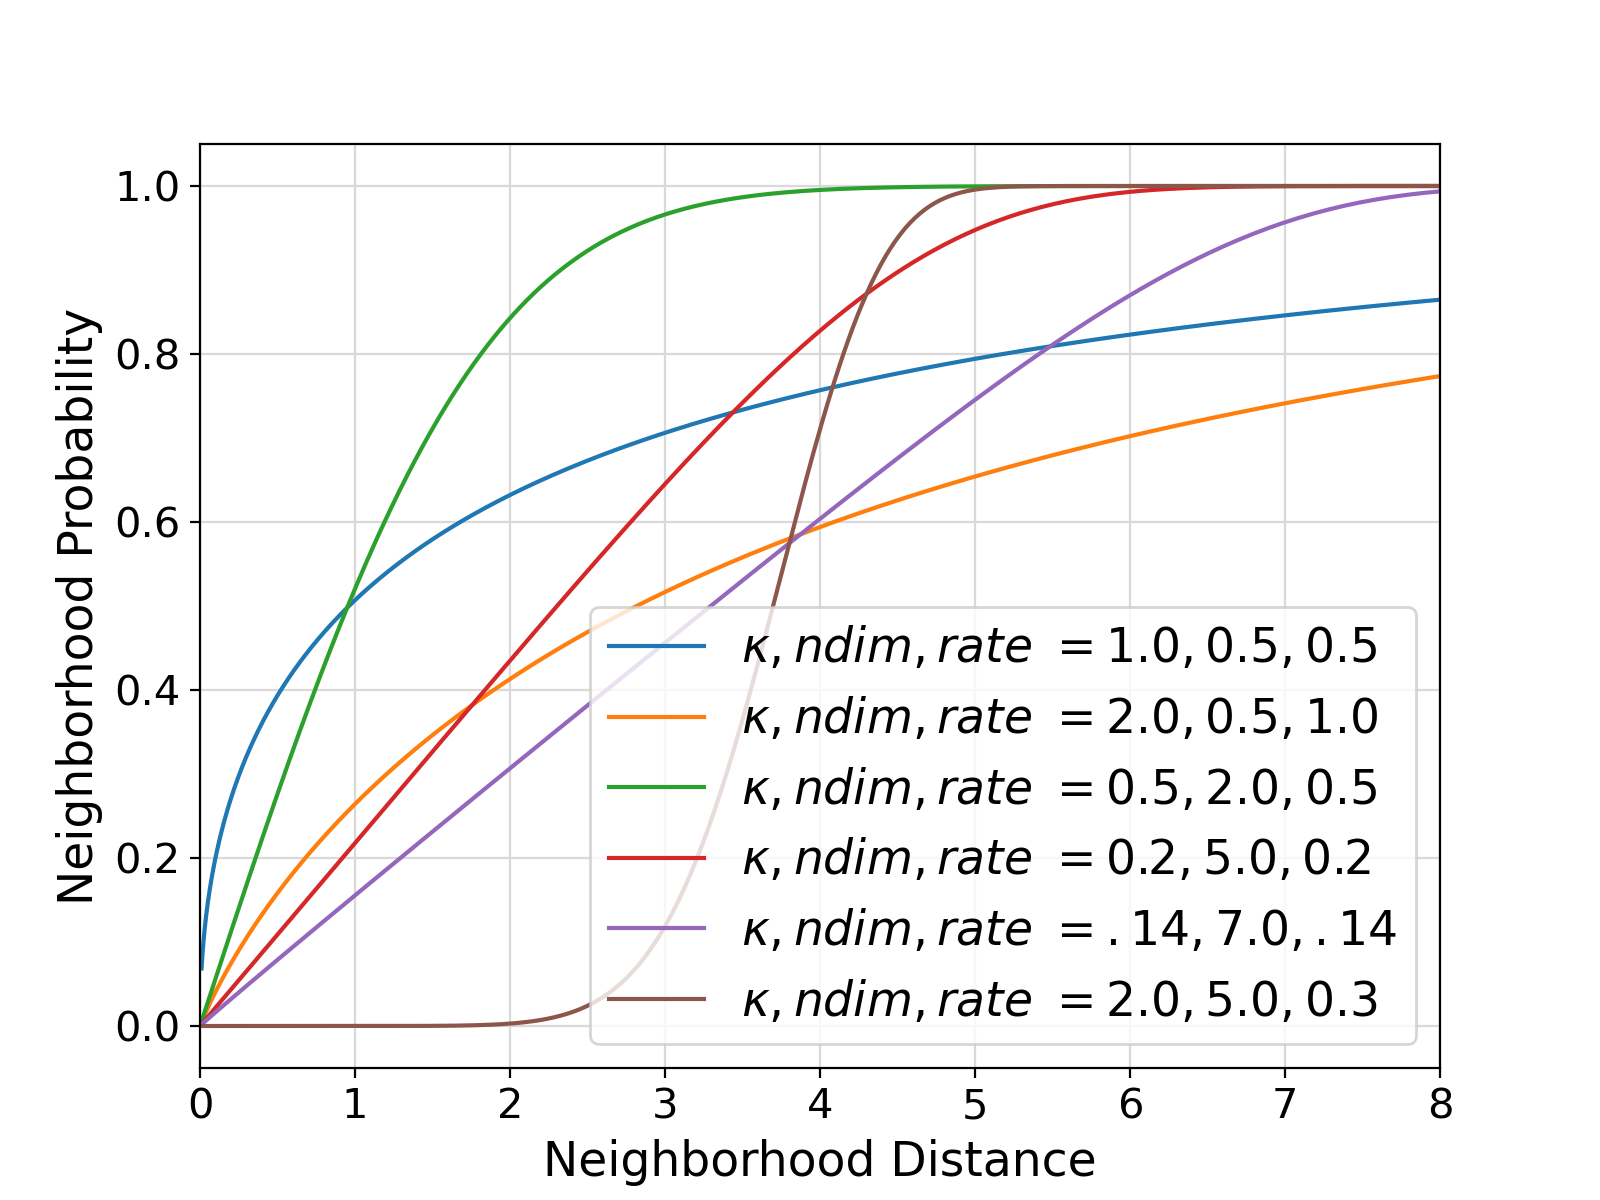 Neighborhood Probability
1.0
0.8
0.6
0.4
0.2
0.0
κ, ndim, rate = 1.0, 0.5, 0.5
κ, ndim, rate = 2.0, 0.5, 1.0
κ, ndim, rate = 0.5, 2.0, 0.5
κ, ndim, rate = 0.2, 5.0, 0.2
κ, ndim, rate = .14, 7.0, .14
κ, ndim, rate = 2.0, 5.0, 0.3
0 1 2 3 4 5 6 7 8
Neighborhood Distance